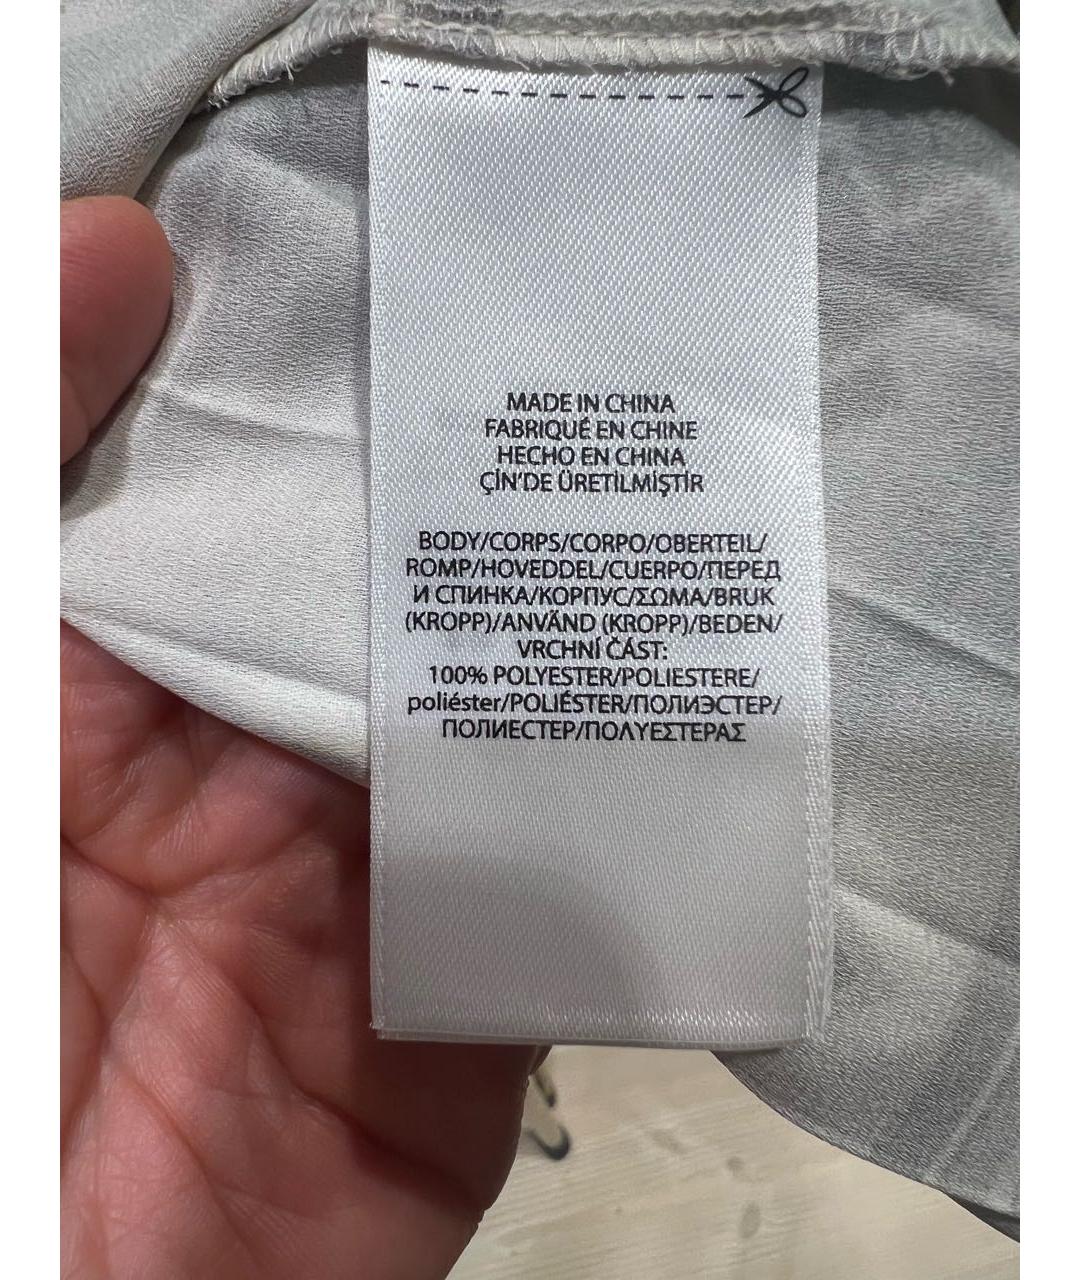 MADE IN CHINA
FABRIQUÉ EN CHINE
HECHO EN CHINA
ÇİN'DE ÜRETİLMİŞTİR
BODY/CORPS/CORPO/OBERTEIL/
ROMP/HOVEDDEL/CUERPO/ПЕРЕД
И СПИНКА/КОРПУС/ΣΩΜΑ/BRUK
(KROPP)/ANVÃND (KROPP)/BEDEN/
VRCHNÍ ČÁST:
100% POLYESTER/POLIESTERE/
poliéster/POLIÉSTER/ПОЛИЭСТЕР/
ПОЛИЕСТЕР/ΠΟΛΥΕΣΤΕΡΑΣ